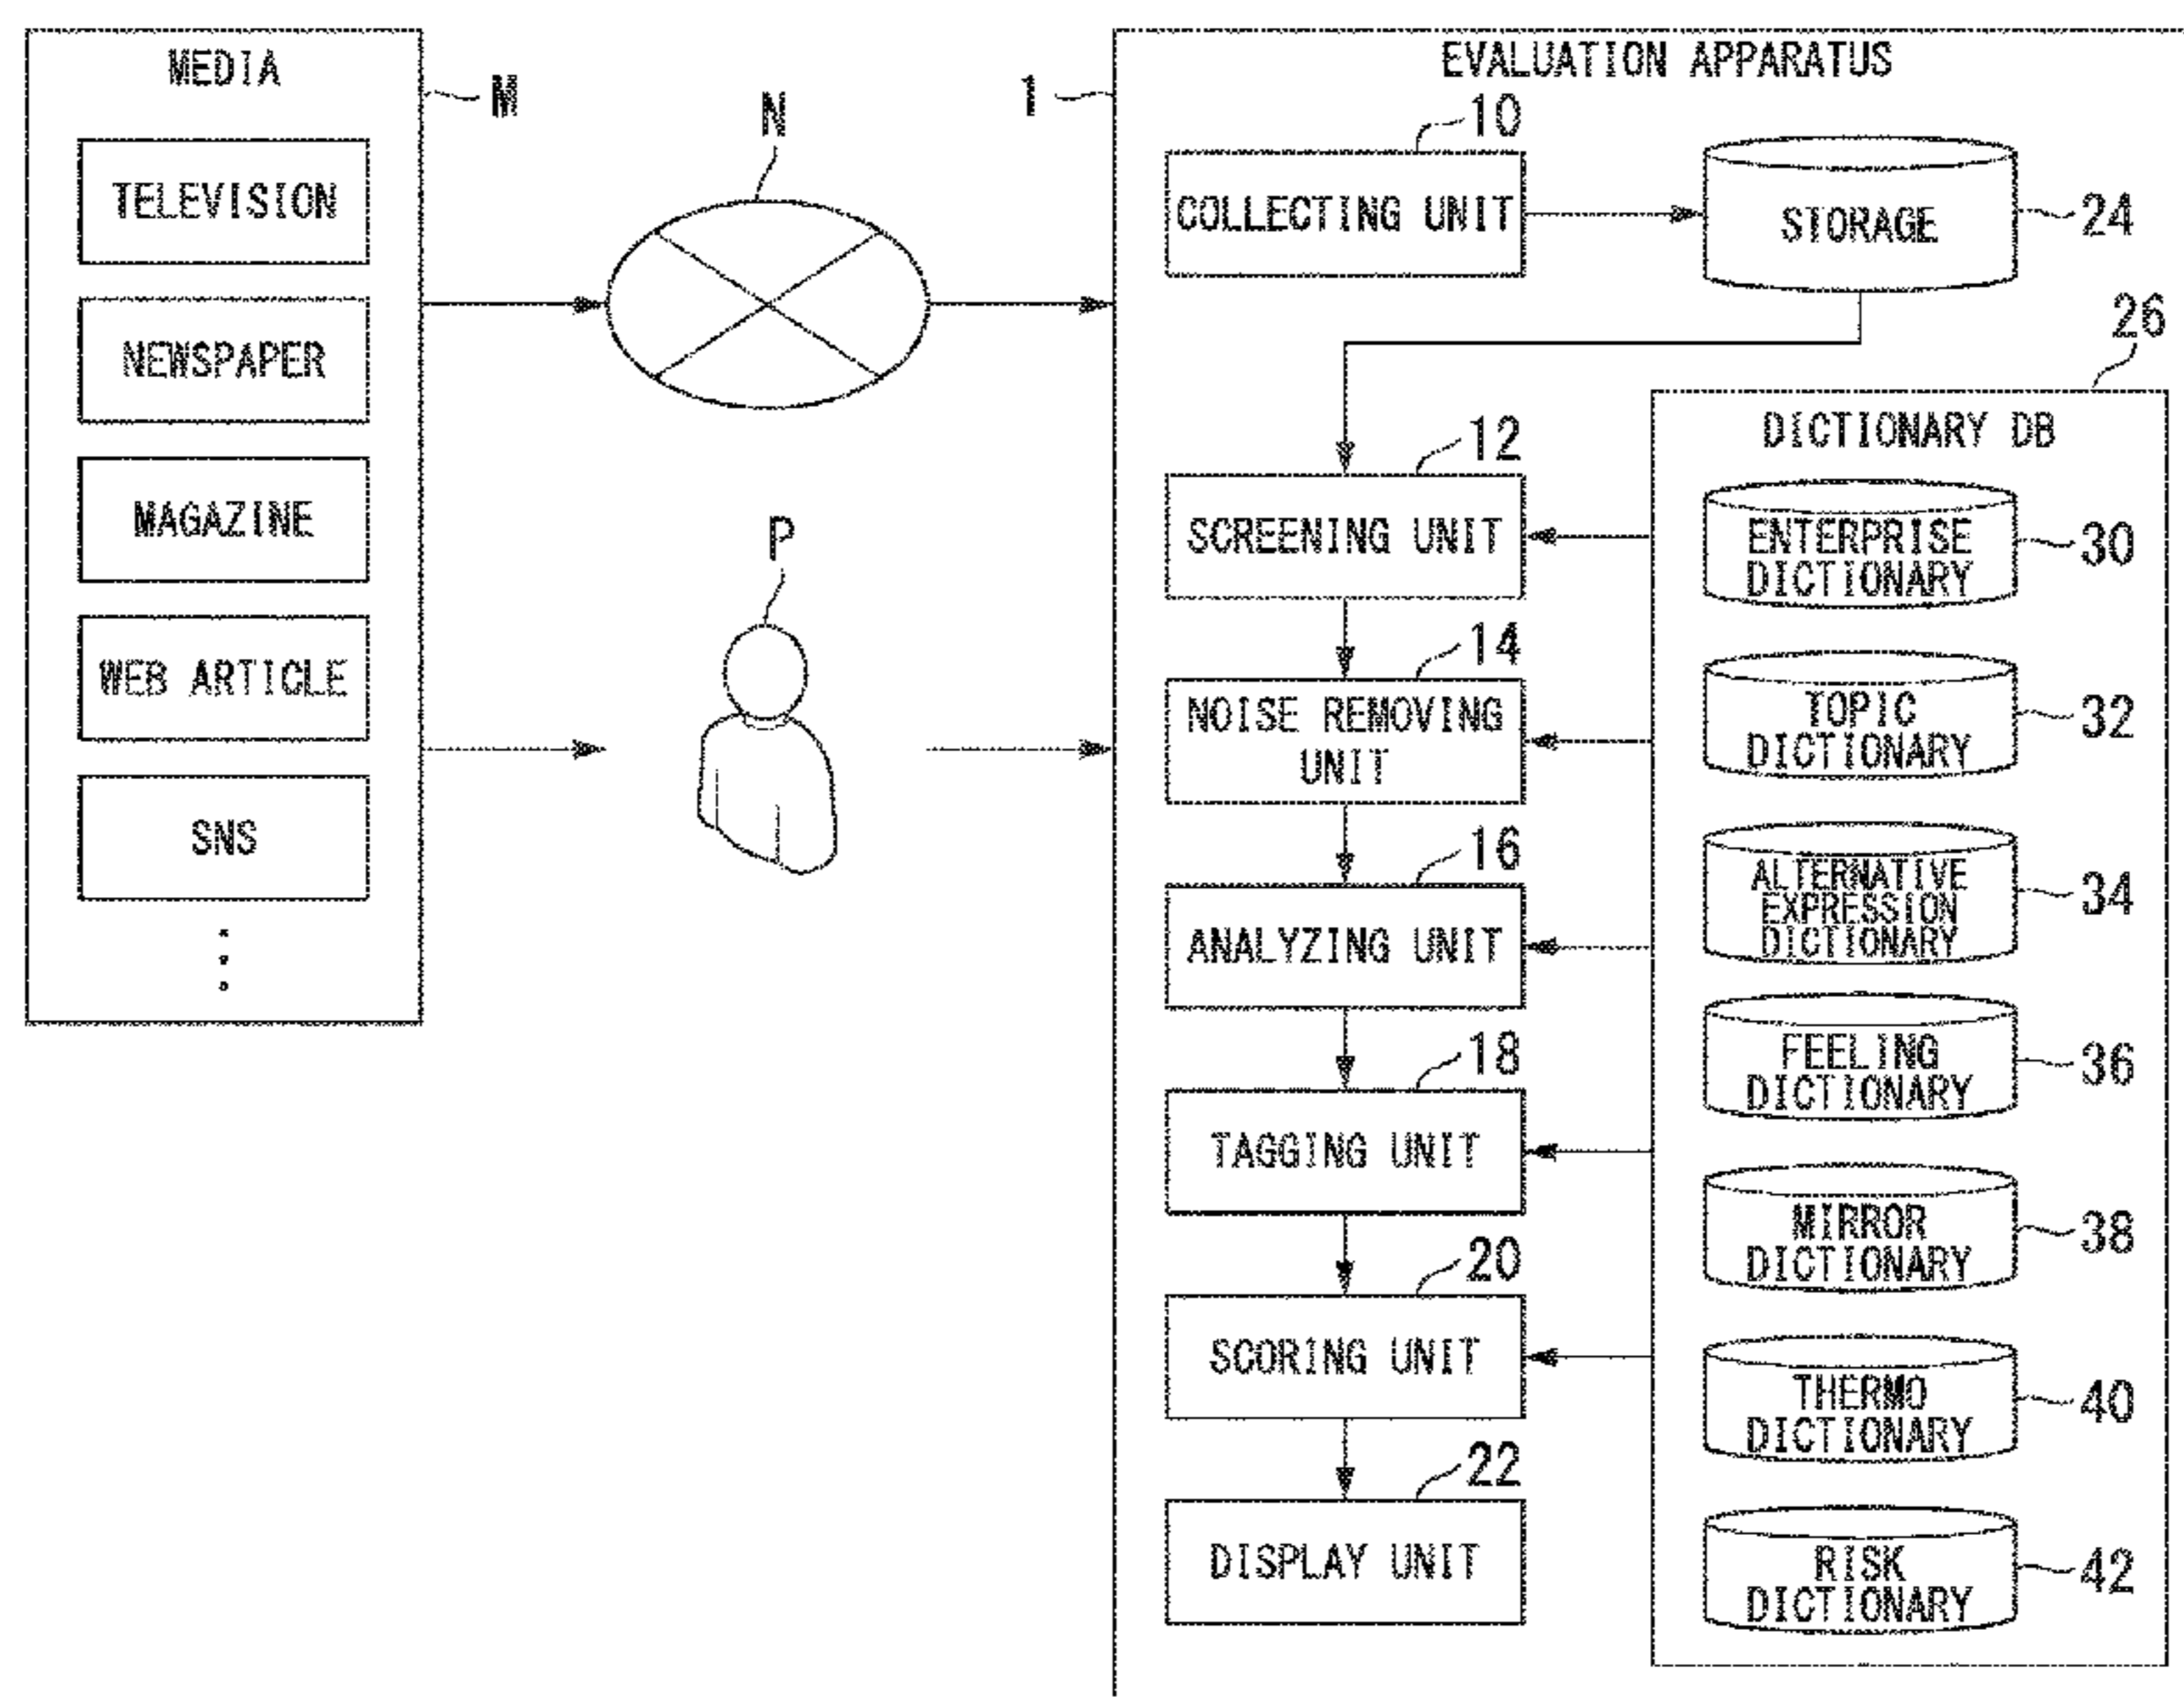 MEDIA
M
TELEVISION
NEWSPAPER
MAGAZINE
WEB ARTICLE
SNS
N
P
1
EVALUATION APPARATUS
10
COLLECTING UNIT
STORAGE
24
26
12
SCREENING UNIT
14
NOISE REMOVING
UNIT
16
ANALYZING UNIT
18
TAGGING UNIT
20
SCORING UNIT
22
DISPLAY UNIT
DICTIONARY DB
ENTERPRISE
DICTIONARY
30
TOPIC
DICTIONARY
32
ALTERNATIVE
EXPRESSION
DICTIONARY
34
FEELING
DICTIONARY
36
MIRROR
DICTIONARY
38
THERMO
DICTIONARY
40
RISK
DICTIONARY
42